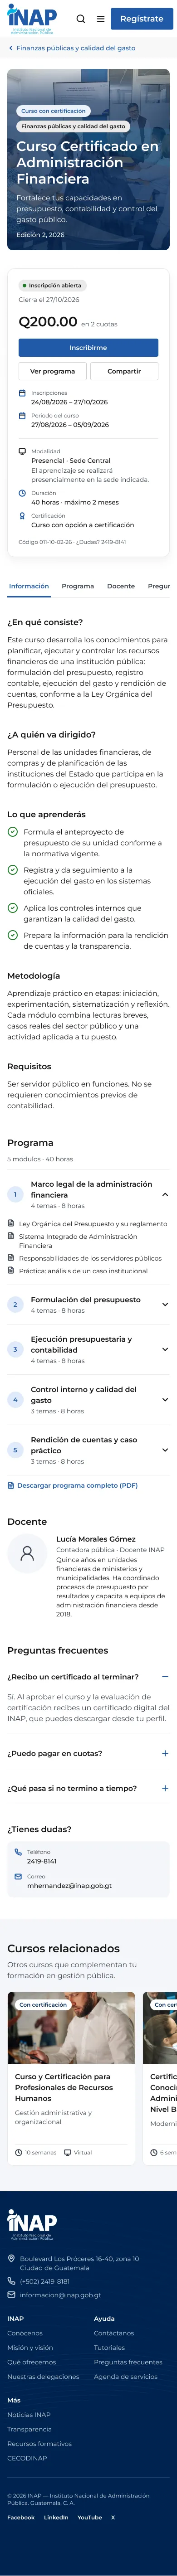 INAP
Instituto Nacional de
Administración Pública
Regístrate
Finanzas públicas y calidad del gasto
Curso con certificación
Finanzas públicas y calidad del gasto
Curso Certificado en
Administración
Financiera
Fortalece tus capacidades en
presupuesto, contabilidad y control del
gasto público.
Edición 2, 2026
Inscripción abierta
Cierra el 27/10/2026
Q200.00 en 2 cuotas
Inscribirme
Ver programa
Compartir
Inscripciones
24/08/2026 – 27/10/2026
Periodo del curso
27/08/2026 – 05/09/2026
Modalidad
Presencial · Sede Central
El aprendizaje se realizará
presencialmente en la sede indicada.
Duración
40 horas · máximo 2 meses
Certificación
Curso con opción a certificación
Código 011-10-02-26 · ¿Dudas? 2419-8141
Información
Programa
Docente
Pregun
¿En qué consiste?
Este curso desarrolla los conocimientos para
planificar, ejecutar y controlar los recursos
financieros de una institución pública:
formulación del presupuesto, registro
contable, ejecución del gasto y rendición de
cuentas, conforme a la Ley Orgánica del
Presupuesto.
¿A quién va dirigido?
Personal de las unidades financieras, de
compras y de planificación de las
instituciones del Estado que participa en la
formulación o ejecución del presupuesto.
Lo que aprenderás
Formula el anteproyecto de
presupuesto de su unidad conforme a
la normativa vigente.
Registra y da seguimiento a la
ejecución del gasto en los sistemas
oficiales.
Aplica los controles internos que
garantizan la calidad del gasto.
Prepara la información para la rendición
de cuentas y la transparencia.
Metodología
Aprendizaje práctico en etapas: iniciación,
experimentación, sistematización y reflexión.
Cada módulo combina lecturas breves,
casos reales del sector público y una
actividad aplicada a tu puesto.
Requisitos
Ser servidor público en funciones. No se
requieren conocimientos previos de
contabilidad.
Programa
5 módulos · 40 horas
1
Marco legal de la administración
financiera
4 temas · 8 horas
Ley Orgánica del Presupuesto y su reglamento
Sistema Integrado de Administración
Financiera
Responsabilidades de los servidores públicos
Práctica: análisis de un caso institucional
2
Formulación del presupuesto
4 temas · 8 horas
3
Ejecución presupuestaria y
contabilidad
4 temas · 8 horas
4
Control interno y calidad del
gasto
3 temas · 8 horas
5
Rendición de cuentas y caso
práctico
3 temas · 8 horas
Descargar programa completo (PDF)
Docente
Lucía Morales Gómez
Contadora pública · Docente INAP
Quince años en unidades
financieras de ministerios y
municipalidades. Ha coordinado
procesos de presupuesto por
resultados y capacita a equipos de
administración financiera desde
2018.
Preguntas frecuentes
¿Recibo un certificado al terminar?
Sí. Al aprobar el curso y la evaluación de
certificación recibes un certificado digital del
INAP, que puedes descargar desde tu perfil.
¿Puedo pagar en cuotas?
¿Qué pasa si no termino a tiempo?
¿Tienes dudas?
Teléfono
2419-8141
Correo
mhernandez@inap.gob.gt
Cursos relacionados
Otros cursos que complementan tu
formación en gestión pública.
Con certificación
Curso y Certificación para
Profesionales de Recursos
Humanos
Gestión administrativa y
organizacional
10 semanas
Virtual
Con cert
Certific
Conoci
Admini
Nivel B
Moderni
6 sem
INAP
Instituto Nacional de
Administración Pública
Boulevard Los Próceres 16-40, zona 10
Ciudad de Guatemala
(+502) 2419-8181
informacion@inap.gob.gt
INAP
Conócenos
Misión y visión
Qué ofrecemos
Nuestras delegaciones
Ayuda
Contáctanos
Tutoriales
Preguntas frecuentes
Agenda de servicios
Más
Noticias INAP
Transparencia
Recursos formativos
CECODINAP
© 2026 INAP — Instituto Nacional de Administración
Pública. Guatemala, C. A.
Facebook
LinkedIn
YouTube
X